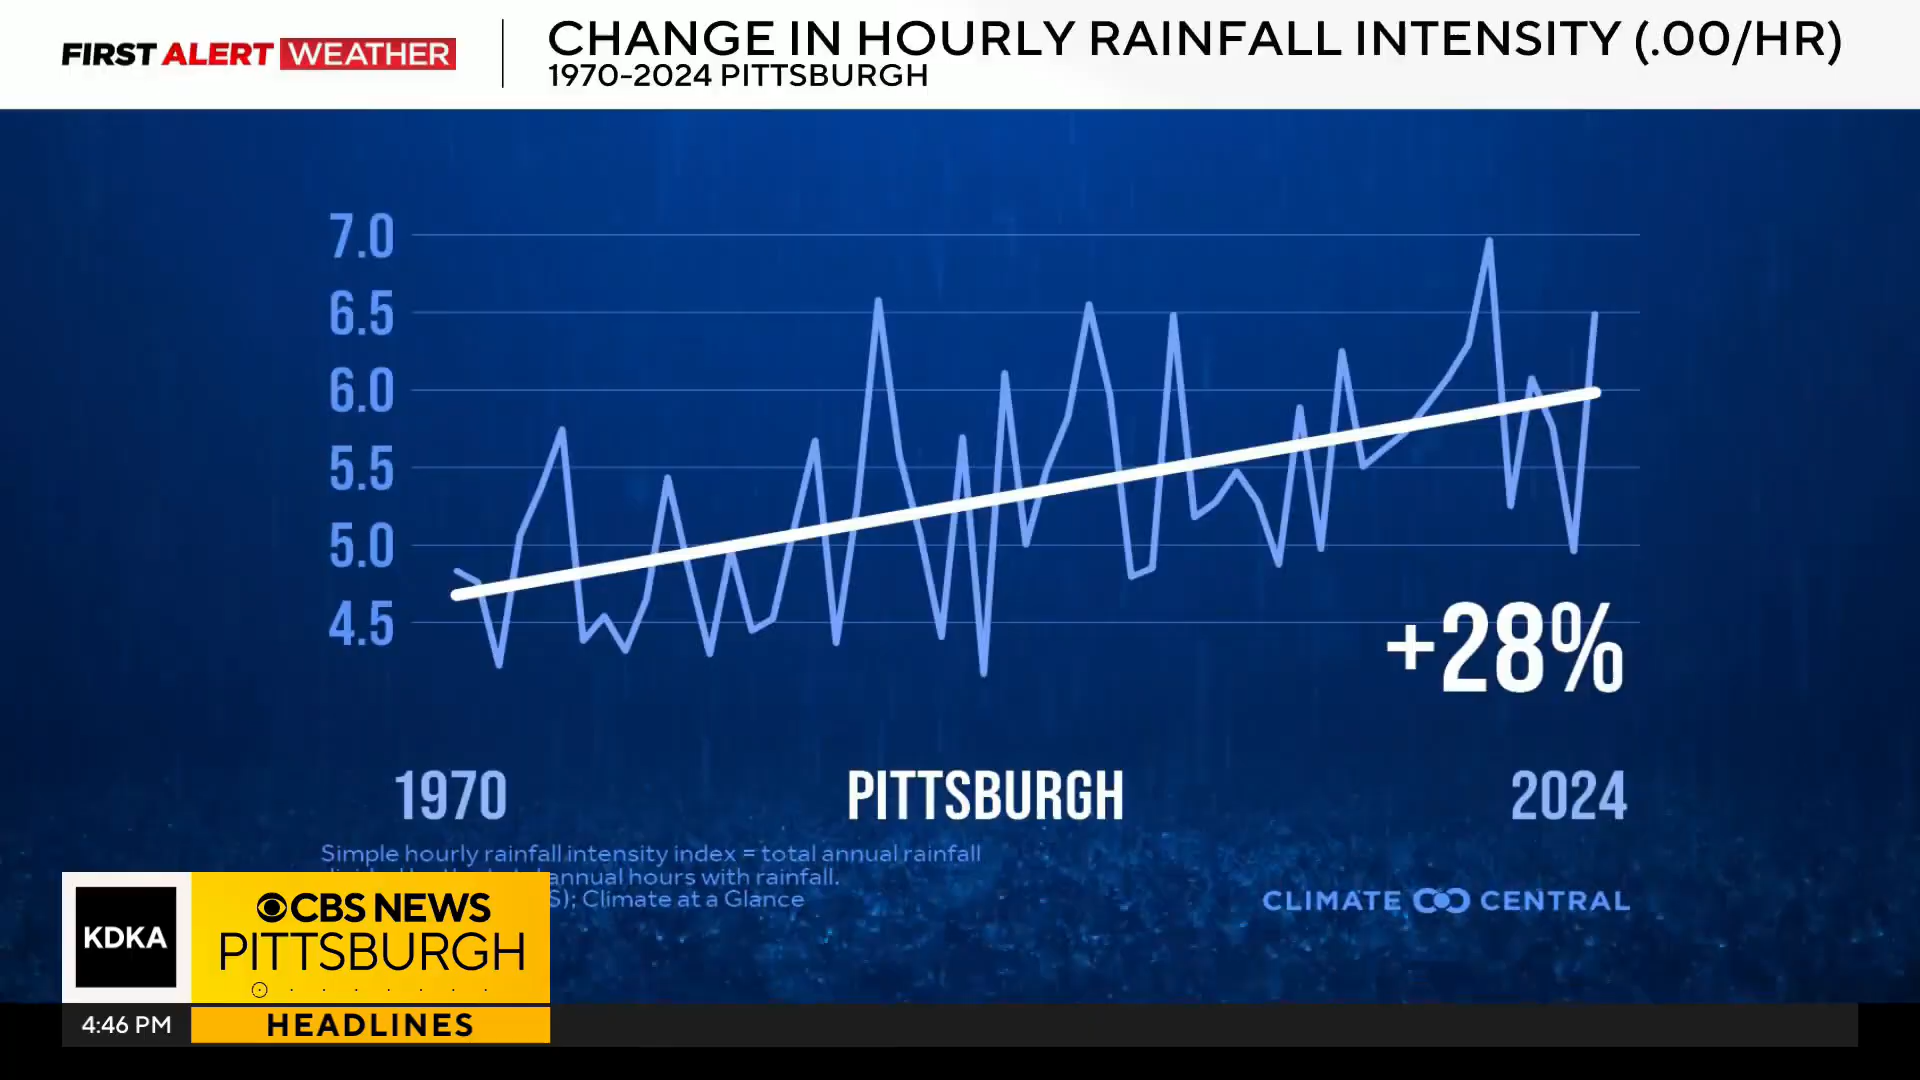 FIRST ALERT WEATHER
CHANGE IN HOURLY RAINFALL INTENSITY (.00/HR)
1970-2024 PITTSBURGH
7.0
6.5
6.0
5.5
5.0
4.5
+28%
1970
PITTSBURGH
2024
Simple hourly rainfall intensity index = total annual rainfall
annual hours with rainfall.
S); Climate at a Glance
CLIMATE CENTRAL
KDKA
CBS NEWS
PITTSBURGH
4:46 PM
HEADLINES